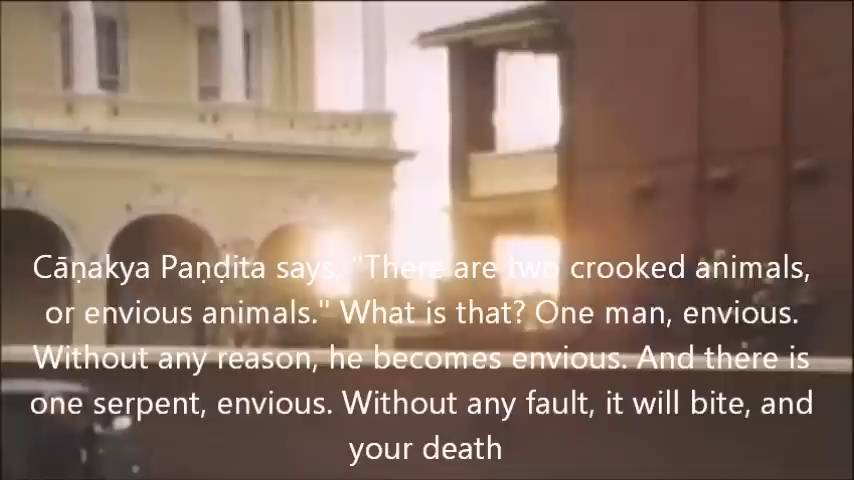 Cāṇakya Paṇḍita says, "There are two crooked animals,
or envious animals." What is that? One man, envious.
Without any reason, he becomes envious. And there is
one serpent, envious. Without any fault, it will bite, and
your death